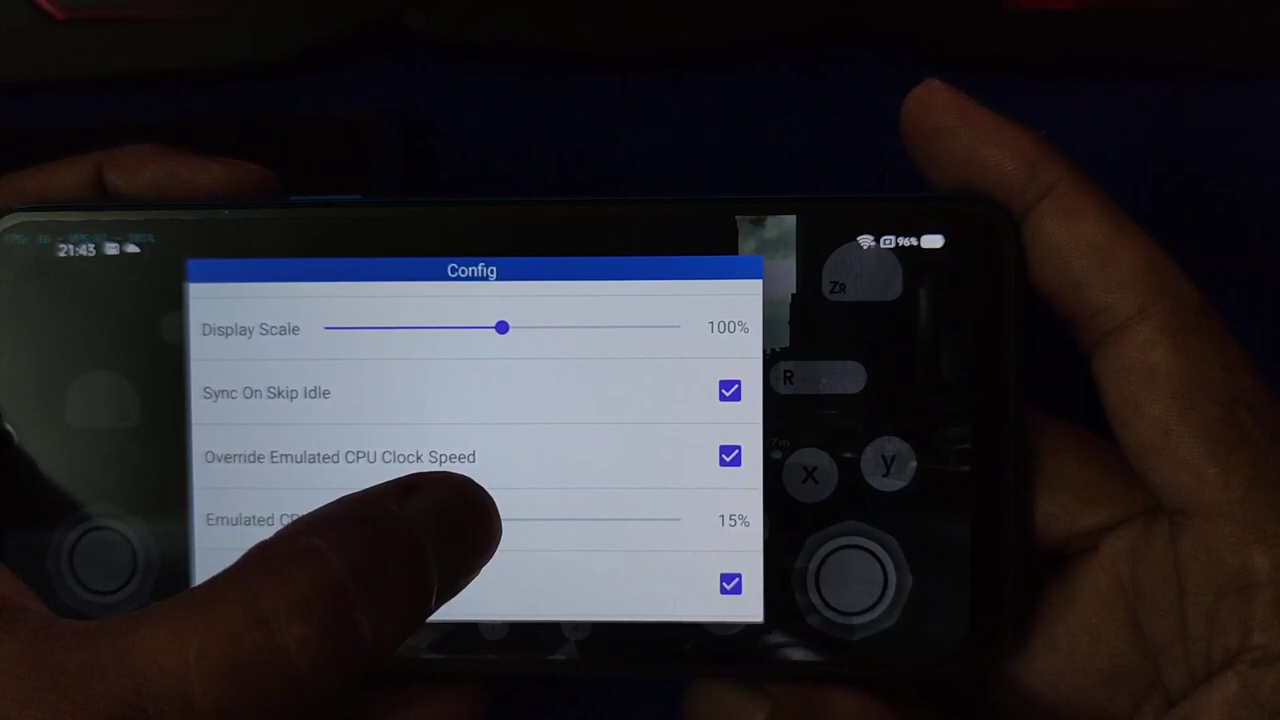 21:43
96%
Config
ZR
Display Scale
100%
R
Sync On Skip Idle
Override Emulated CPU Clock Speed
X
y
Emulated
15%